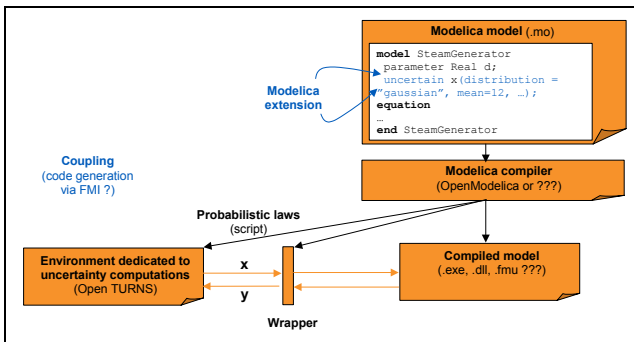 Modelica model (.mo)
model SteamGenerator
parameter Real d;
uncertain x(distribution =
”gaussian”, mean=12, …);
equation
…
end SteamGenerator
Modelica
extension
Coupling
(code generation
via FMI ?)
Modelica compiler
(OpenModelica or ???)
Probabilistic laws
(script)
Environment dedicated to
uncertainty computations
(Open TURNS)
x
y
Wrapper
Compiled model
(.exe, .dll, .fmu ???)